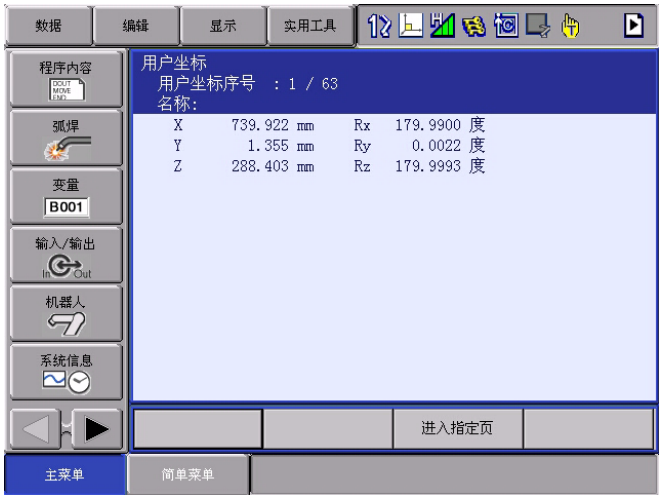 数据 编辑 显示 实用工具
程序内容
弧焊
变量
B001
输入/输出
In Out
机器人
系统信息
用户坐标
用户坐标序号 : 1 / 63
名称:
X 739.922 mm Rx 179.9900 度
Y 1.355 mm Ry 0.0022 度
Z 288.403 mm Rz 179.9993 度
进入指定页
主菜单 简单菜单